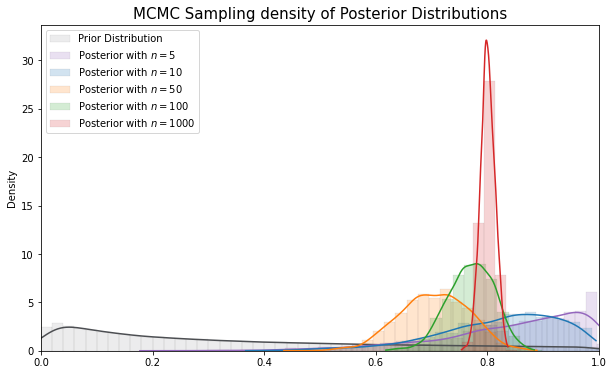 MCMC Sampling density of Posterior Distributions
Prior Distribution
Posterior with n = 5
Posterior with n = 10
Posterior with n = 50
Posterior with n = 100
Posterior with n = 1000
Density
30
25
20
15
10
5
0
0.0 0.2 0.4 0.6 0.8 1.0